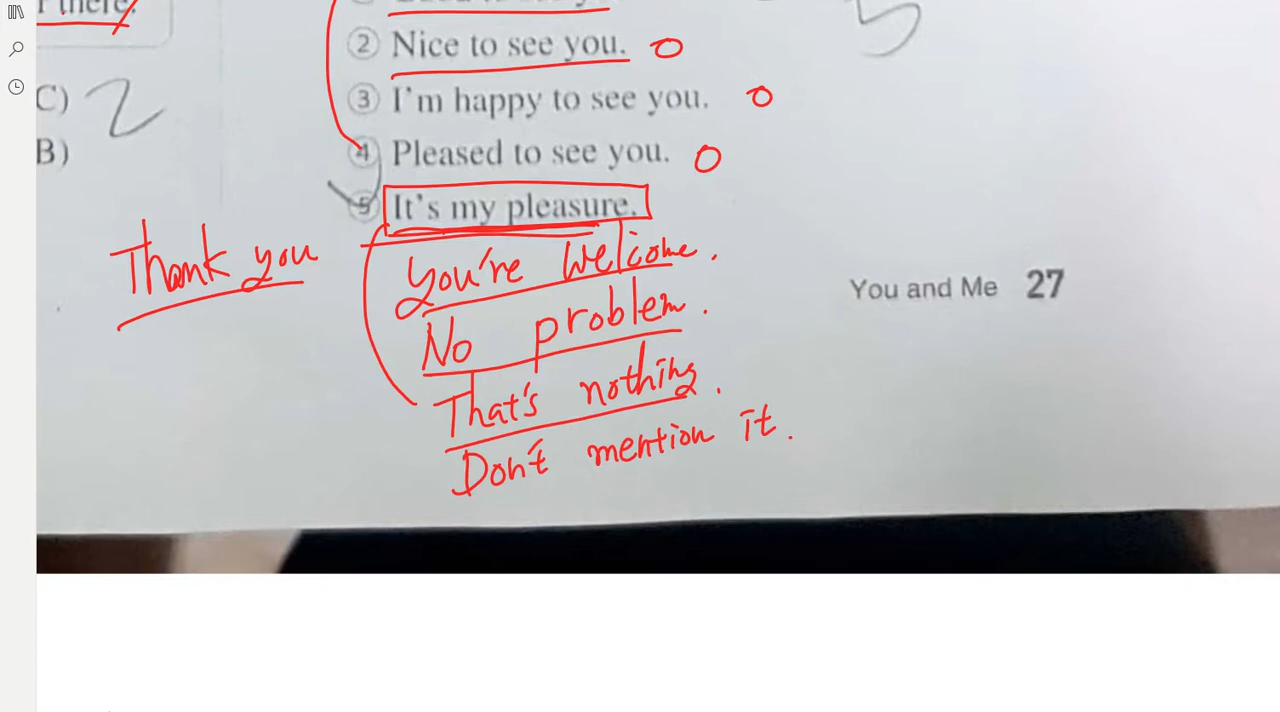 ② Nice to see you. O
③ I'm happy to see you. O
④ Pleased to see you. O
⑤ It's my pleasure.
C) 2
B)
Thank you
You're welcome.
No problem.
That's nothing.
Don't mention it.
You and Me 27
5